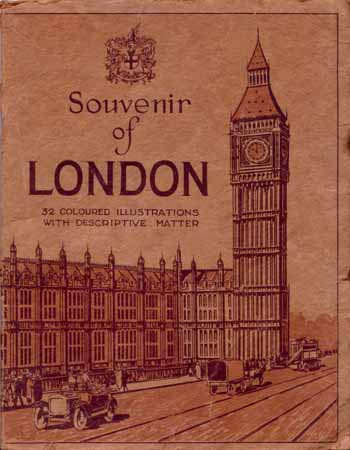 Souvenir
of
LONDON
32 COLOURED ILLUSTRATIONS
WITH DESCRIPTIVE MATTER